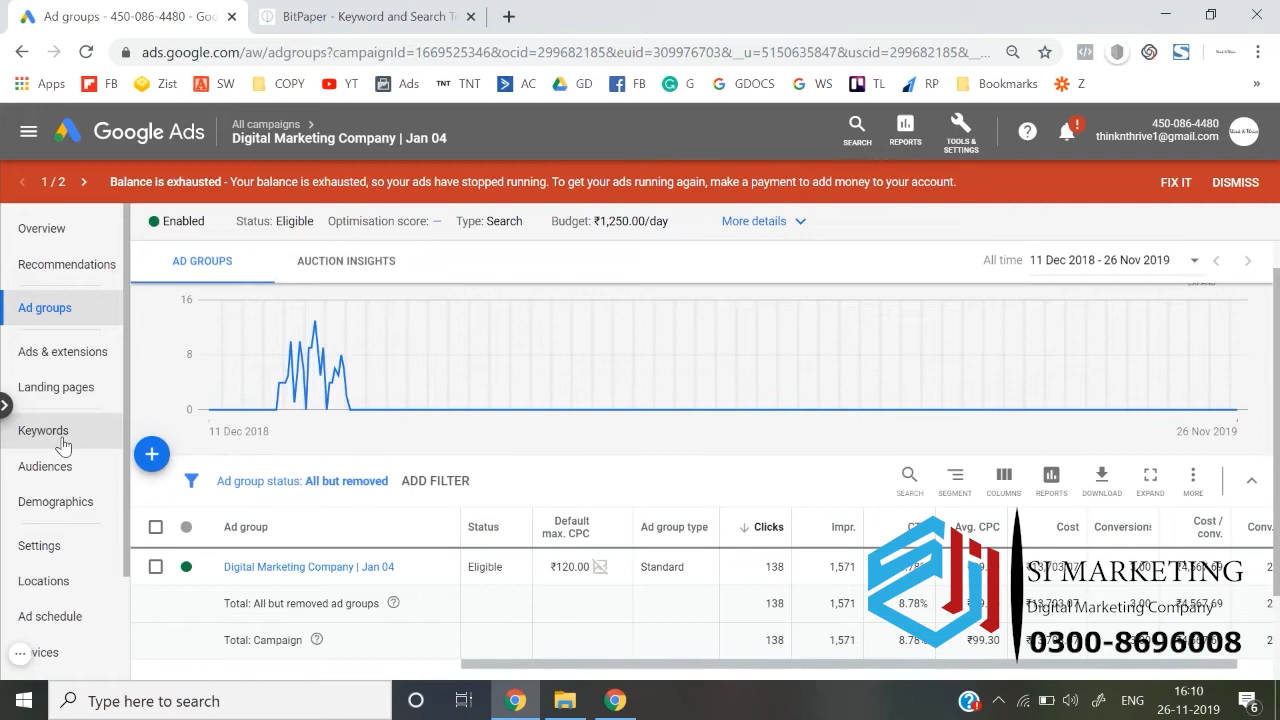 Ad groups - 450-086-4480 - Goo
BitPaper - Keyword and Search Te
ads.google.com/aw/adgroups?campaignId=1669525346&ocid=299682185&euid=309976703&__u=5150635847&uscid=299682185&__
Apps FB Zist SW COPY YT Ads TNT TNT AC GD FB G GDOCS WS TL RP Bookmarks Z »
Google Ads
All campaigns
Digital Marketing Company | Jan 04
SEARCH
REPORTS
TOOLS &
SETTINGS
450-086-4480
thinknthrive1@gmail.com
1 / 2
Balance is exhausted - Your balance is exhausted, so your ads have stopped running. To get your ads running again, make a payment to add money to your account.
FIX IT DISMISS
Overview
Recommendations
Ad groups
Ads & extensions
Landing pages
Keywords
Audiences
Demographics
Settings
Locations
Ad schedule
vices
Enabled Status: Eligible Optimisation score: – Type: Search Budget: ₹1,250.00/day More details
AD GROUPS AUCTION INSIGHTS
All time 11 Dec 2018 - 26 Nov 2019
16
8
0
11 Dec 2018 26 Nov 2019
Ad group status: All but removed ADD FILTER
SEARCH SEGMENT COLUMNS REPORTS DOWNLOAD EXPAND MORE
Ad group Status Default max. CPC Ad group type Clicks Impr. Avg. CPC Cost Conversions Cost / conv. Conv.
Digital Marketing Company | Jan 04 Eligible ₹120.00 Standard 138 1,571
Total: All but removed ad groups 138 1,571 8.78% 3.00 ₹4,567.69
Total: Campaign 138 1,571 8.78% ₹99.30
SI MARKETING
Digital Marketing Company
0300-8696008
Type here to search
ENG
16:10
26-11-2019
6